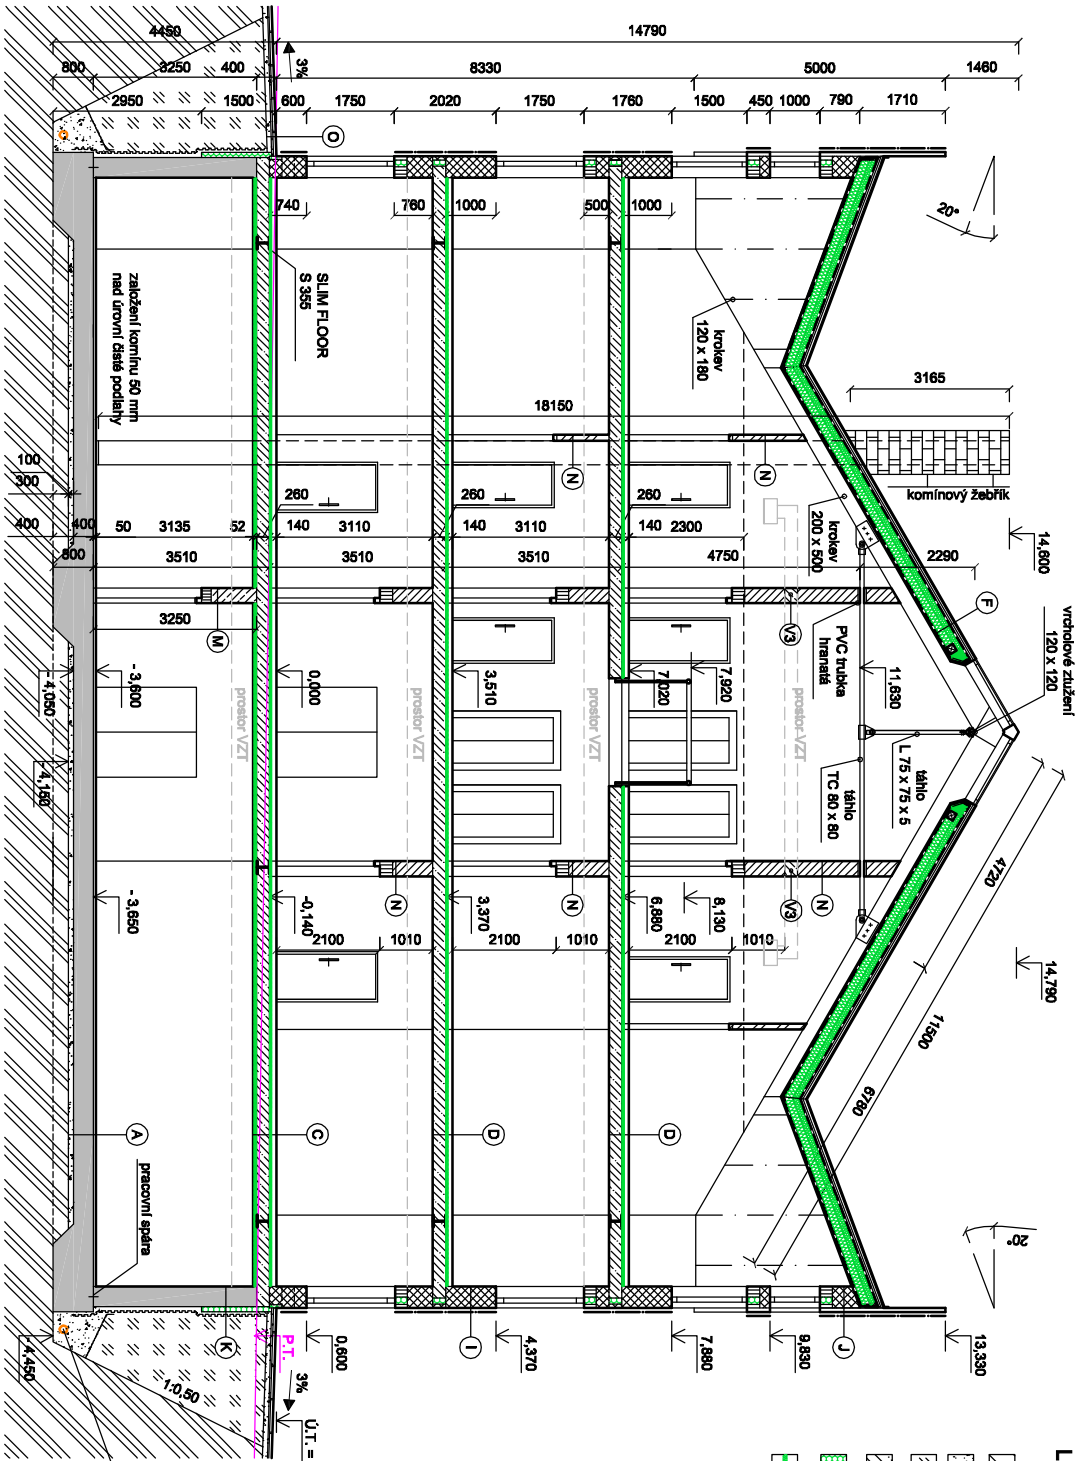 4450
14790
800
3250
400
3%
8330
5000
1460
2950
1500
600
1750
2020
1750
1760
1500
450
1000
790
1710
O
20°
740
760
1000
500
1000
SLIM FLOOR
S 355
založení komínu 50 mm
nad úrovní čisté podlahy
krokev
120 x 180
3165
18150
N
N
komínový žebřík
100
300
260
260
260
krokev
200 x 500
14,600
400
400
50
3135
52
140
3110
140
3110
140
2300
800
3510
3510
3510
4750
2290
F
3250
M
V3
PVC trubka
hranatá
vrcholové ztužení
120 x 120
- 4,050
- 3,600
0,000
3,510
7,020
7,920
11,630
prostor VZT
prostor VZT
prostor VZT
prostor VZT
- 4,150
táhlo
L 75 x 75 x 5
táhlo
TC 80 x 80
4720
- 3,650
-0,140
N
3,370
N
6,880
8,130
V3
N
2100
1010
2100
1010
2100
1010
14,790
11500
6780
A
C
D
D
pracovní spára
20°
K
I
J
- 4,450
1:0,50
P.T.
3%
0,600
4,370
7,880
9,830
13,330
Ú.T. =
L